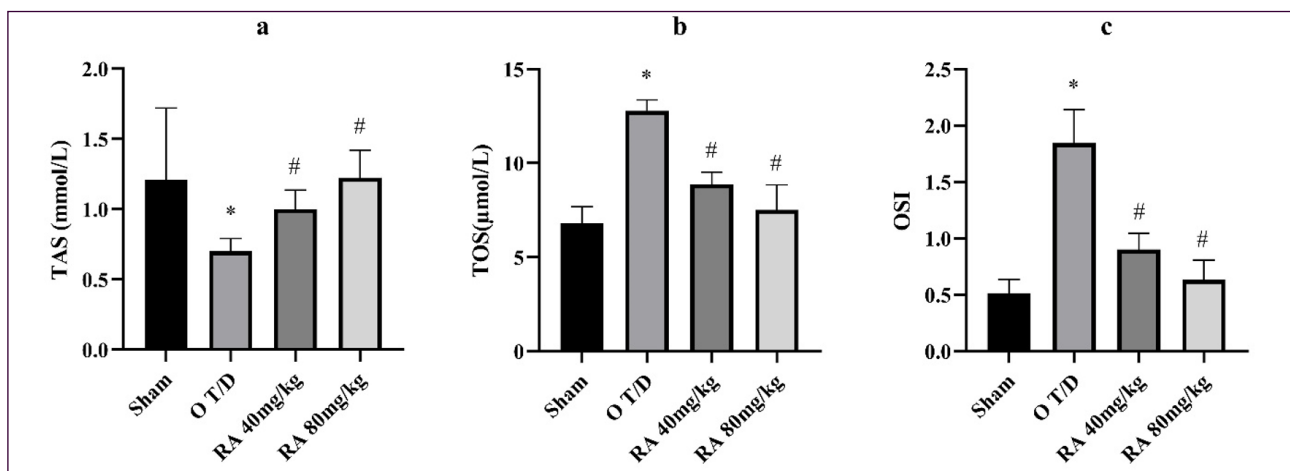 a
TAS (mmol/L)
2.0
1.5
1.0
0.5
0.0
*
#
#
Sham
O T/D
RA 40mg/kg
RA 80mg/kg
b
TOS(μmol/L)
15
10
5
0
*
#
#
Sham
O T/D
RA 40mg/kg
RA 80mg/kg
c
OSI
2.5
2.0
1.5
1.0
0.5
0.0
*
#
#
Sham
O T/D
RA 40mg/kg
RA 80mg/kg